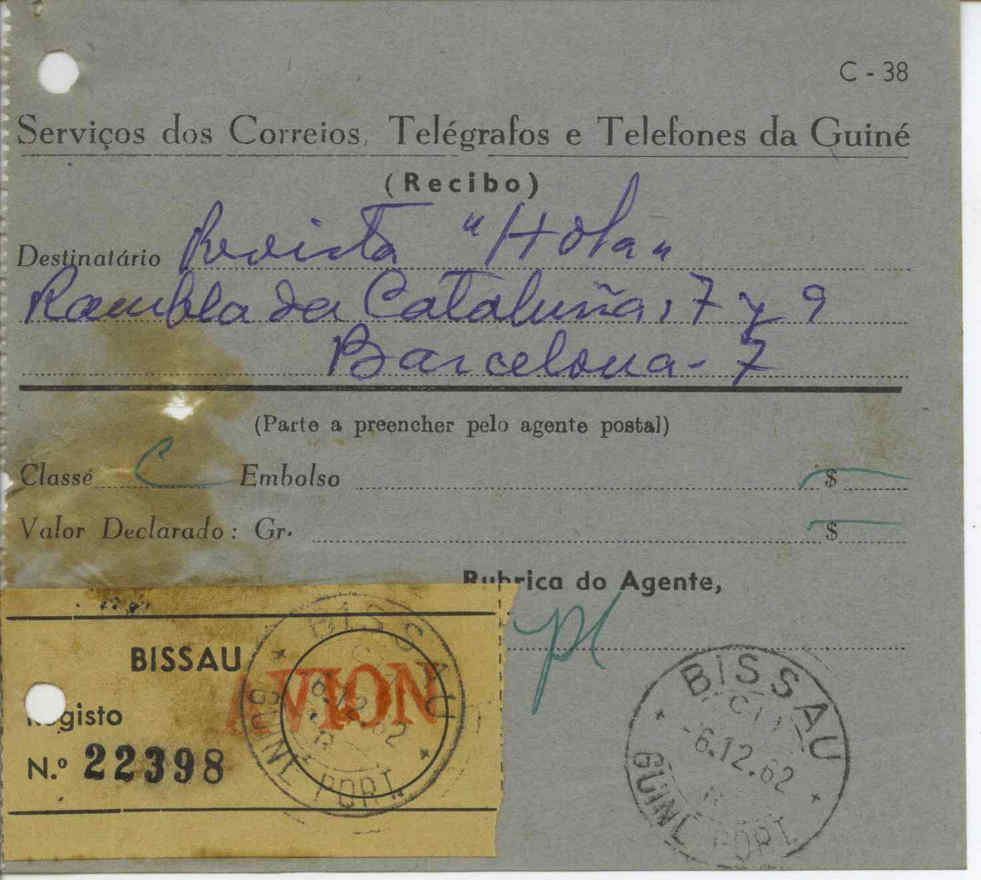 C - 38
Serviços dos Correios, Telégrafos e Telefones da Guiné
(Recibo)
Destinatário Revista "Hola"
Rambla da Cataluña, 7 y 9
Barcelona - 7
(Parte a preencher pelo agente postal)
Classe C Embolso $
Valor Declarado: Gr. $
Rubrica do Agente,
BISSAU
Registo
N.º 22398
AVION
BISSAU
GUINÉ PORT.
BISSAU
-6.12.62
GUINÉ PORT.